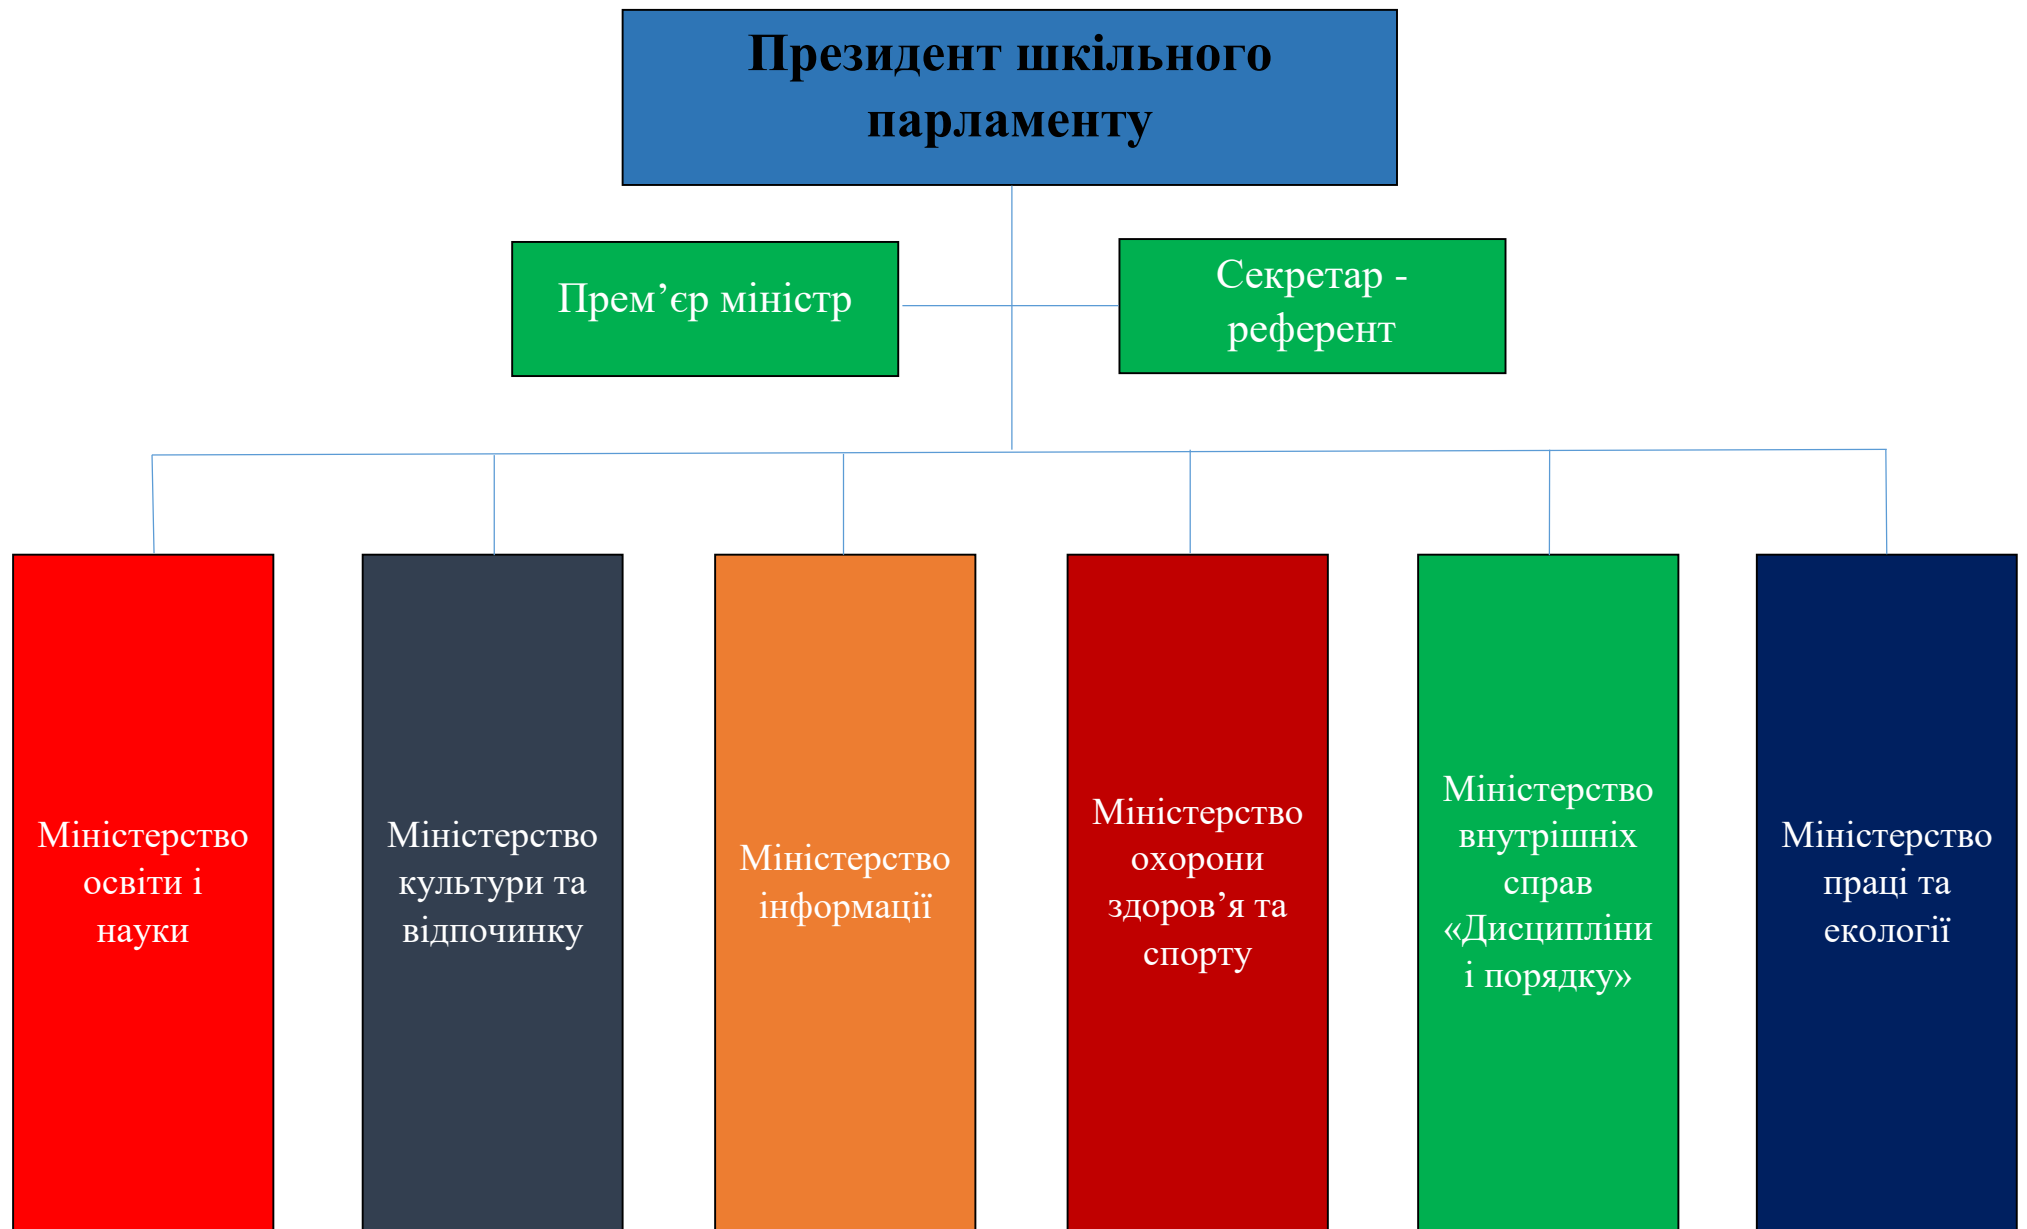 Президент шкільного
парламенту
Прем’єр міністр
Секретар -
референт
Міністерство
освіти і
науки
Міністерство
культури та
відпочинку
Міністерство
інформації
Міністерство
охорони
здоров’я та
спорту
Міністерство
внутрішніх
справ
«Дисципліни
і порядку»
Міністерство
праці та
екології